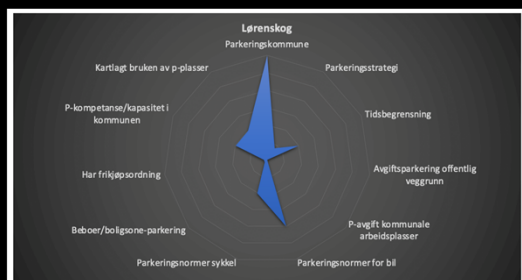 Lørenskog
Parkeringskommune
Kartlagt bruken av p-plasser
Parkeringsstrategi
P-kompetanse/kapasitet i
kommunen
Tidsbegrensning
Har frikjøpsordning
Avgiftsparkering offentlig
veggrunn
Beboer/boligsone-parkering
P-avgift kommunale
arbeidsplasser
Parkeringsnormer sykkel
Parkeringsnormer for bil